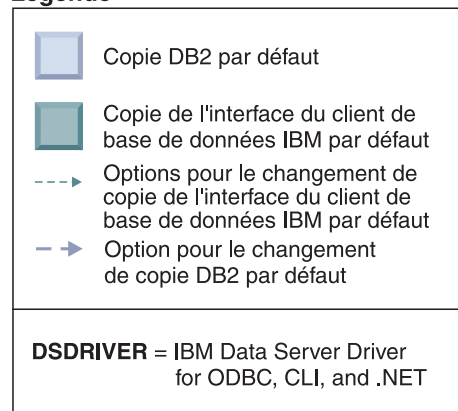 Légende
Copie DB2 par défaut
Copie de l'interface du client de
base de données IBM par défaut
Options pour le changement de
copie de l'interface du client de
base de données IBM par défaut
Option pour le changement
de copie DB2 par défaut
DSDRIVER = IBM Data Server Driver
for ODBC, CLI, and .NET